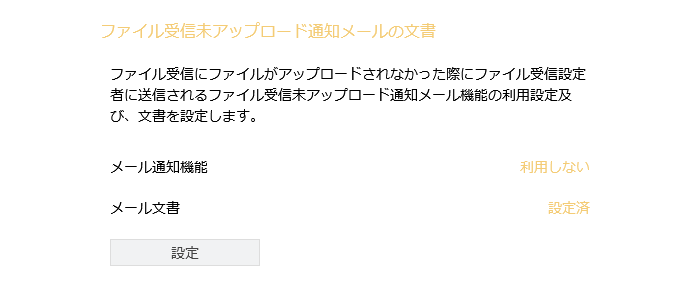 ファイル受信未アップロード通知メールの文書
ファイル受信にファイルがアップロードされなかった際にファイル受信設定
者に送信されるファイル受信未アップロード通知メール機能の利用設定及
び、文書を設定します。
メール通知機能 利用しない
メール文書 設定済
設定